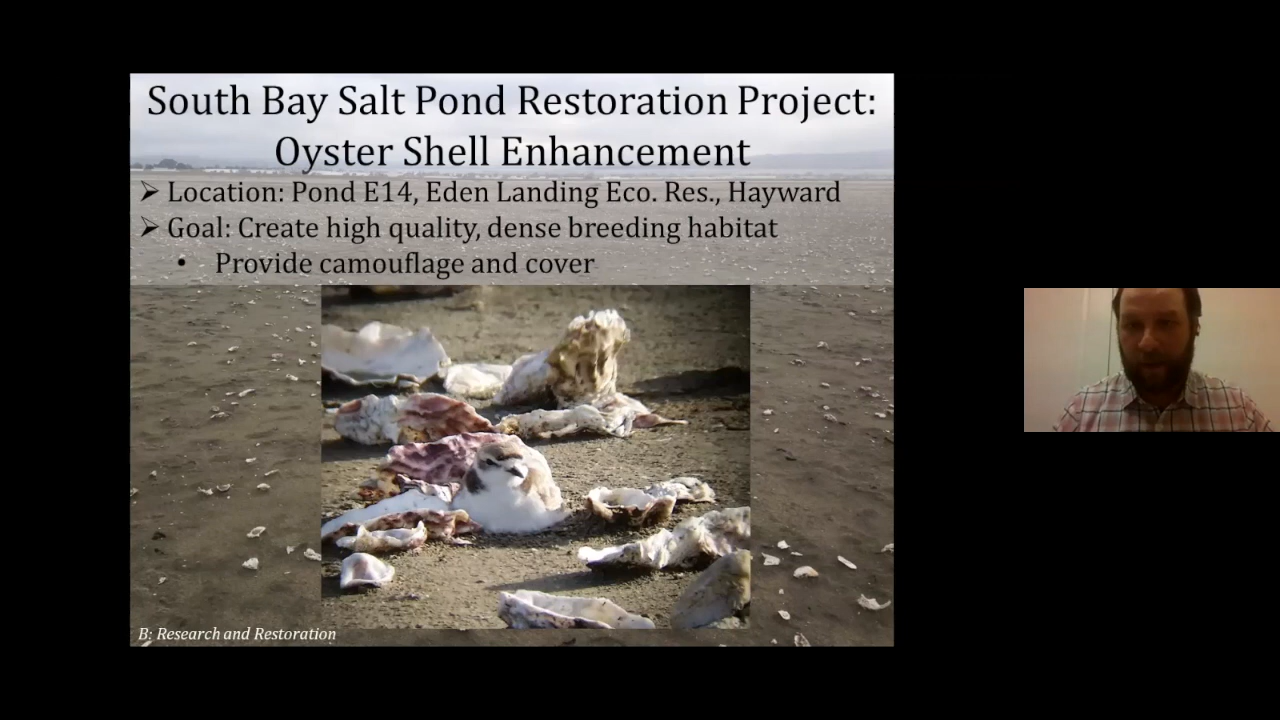 South Bay Salt Pond Restoration Project:
Oyster Shell Enhancement
➢ Location: Pond E14, Eden Landing Eco. Res., Hayward
➢ Goal: Create high quality, dense breeding habitat
• Provide camouflage and cover
B: Research and Restoration